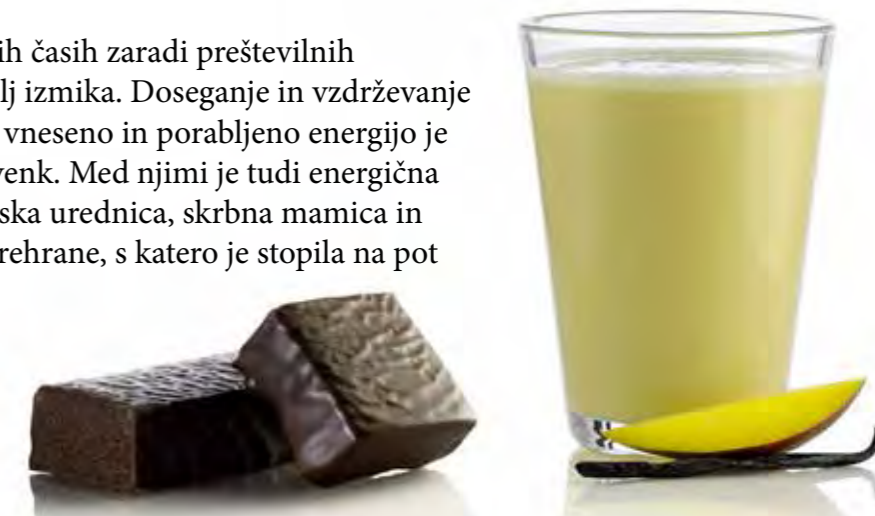 ih časih zaradi preštevilnih
lj izmika. Doseganje in vzdrževanje
vneseno in porabljeno energijo je
venk. Med njimi je tudi energična
ska urednica, skrbna mamica in
rehrane, s katero je stopila na pot